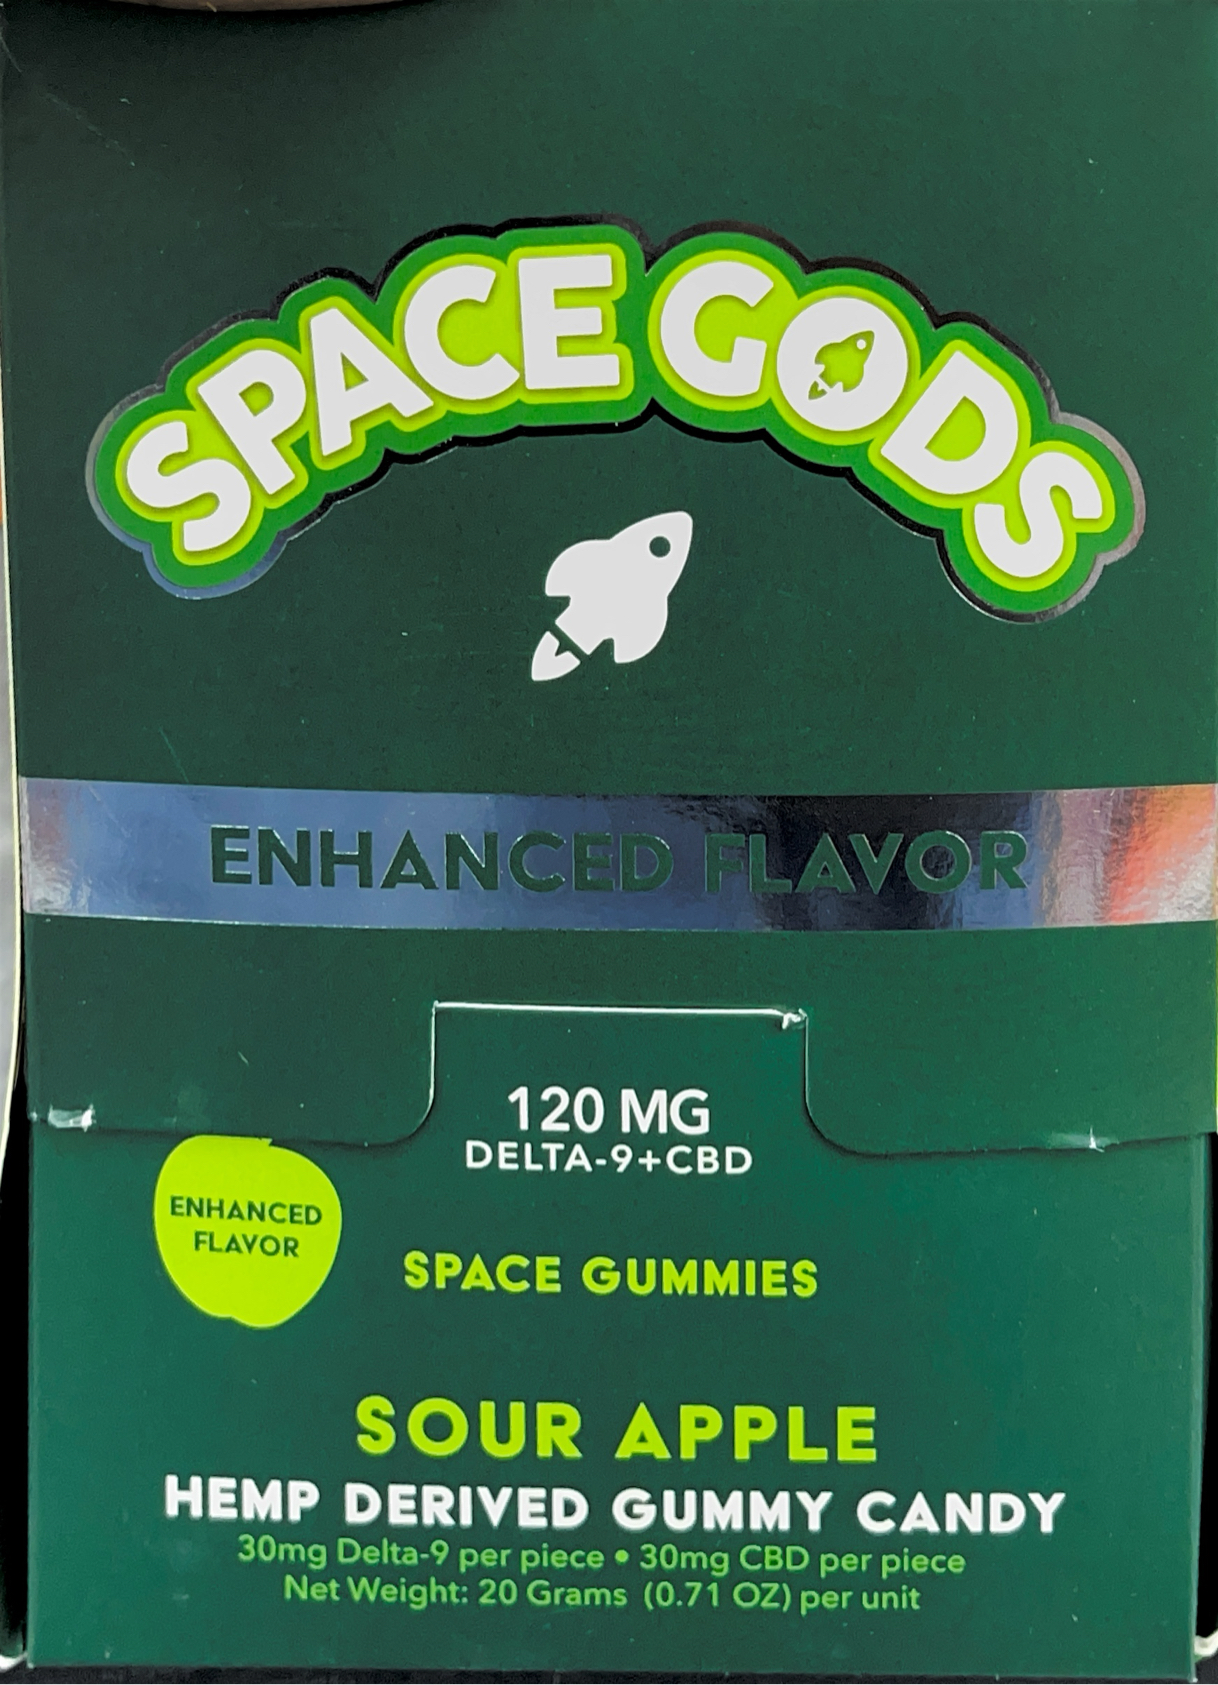 SPACE GODS
ENHANCED FLAVOR
120 MG
DELTA-9+CBD
ENHANCED
FLAVOR
SPACE GUMMIES
SOUR APPLE
HEMP DERIVED GUMMY CANDY
30mg Delta-9 per piece • 30mg CBD per piece
Net Weight: 20 Grams (0.71 OZ) per unit